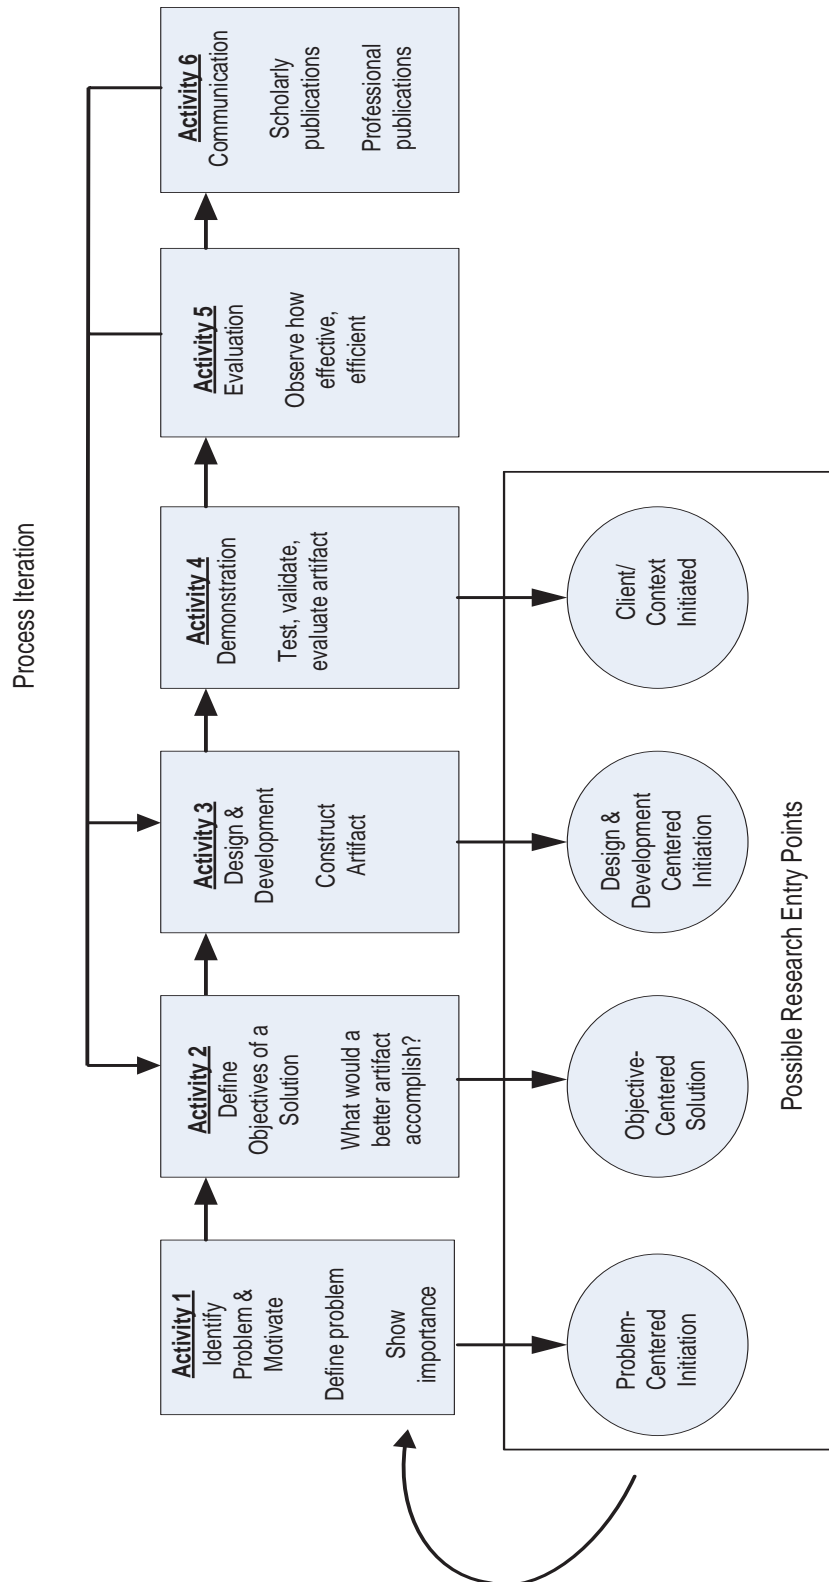 Process Iteration
Activity 1
Identify
Problem &
Motivate
Define problem
Show
importance
Activity 2
Define
Objectives of a
Solution
What would a
better artifact
accomplish?
Activity 3
Design &
Development
Construct
Artifact
Activity 4
Demonstration
Test, validate,
evaluate artifact
Activity 5
Evaluation
Observe how
effective,
efficient
Activity 6
Communication
Scholarly
publications
Professional
publications
Problem-
Centered
Initiation
Objective-
Centered
Solution
Design &
Development
Centered
Initiation
Client/
Context
Initiated
Possible Research Entry Points